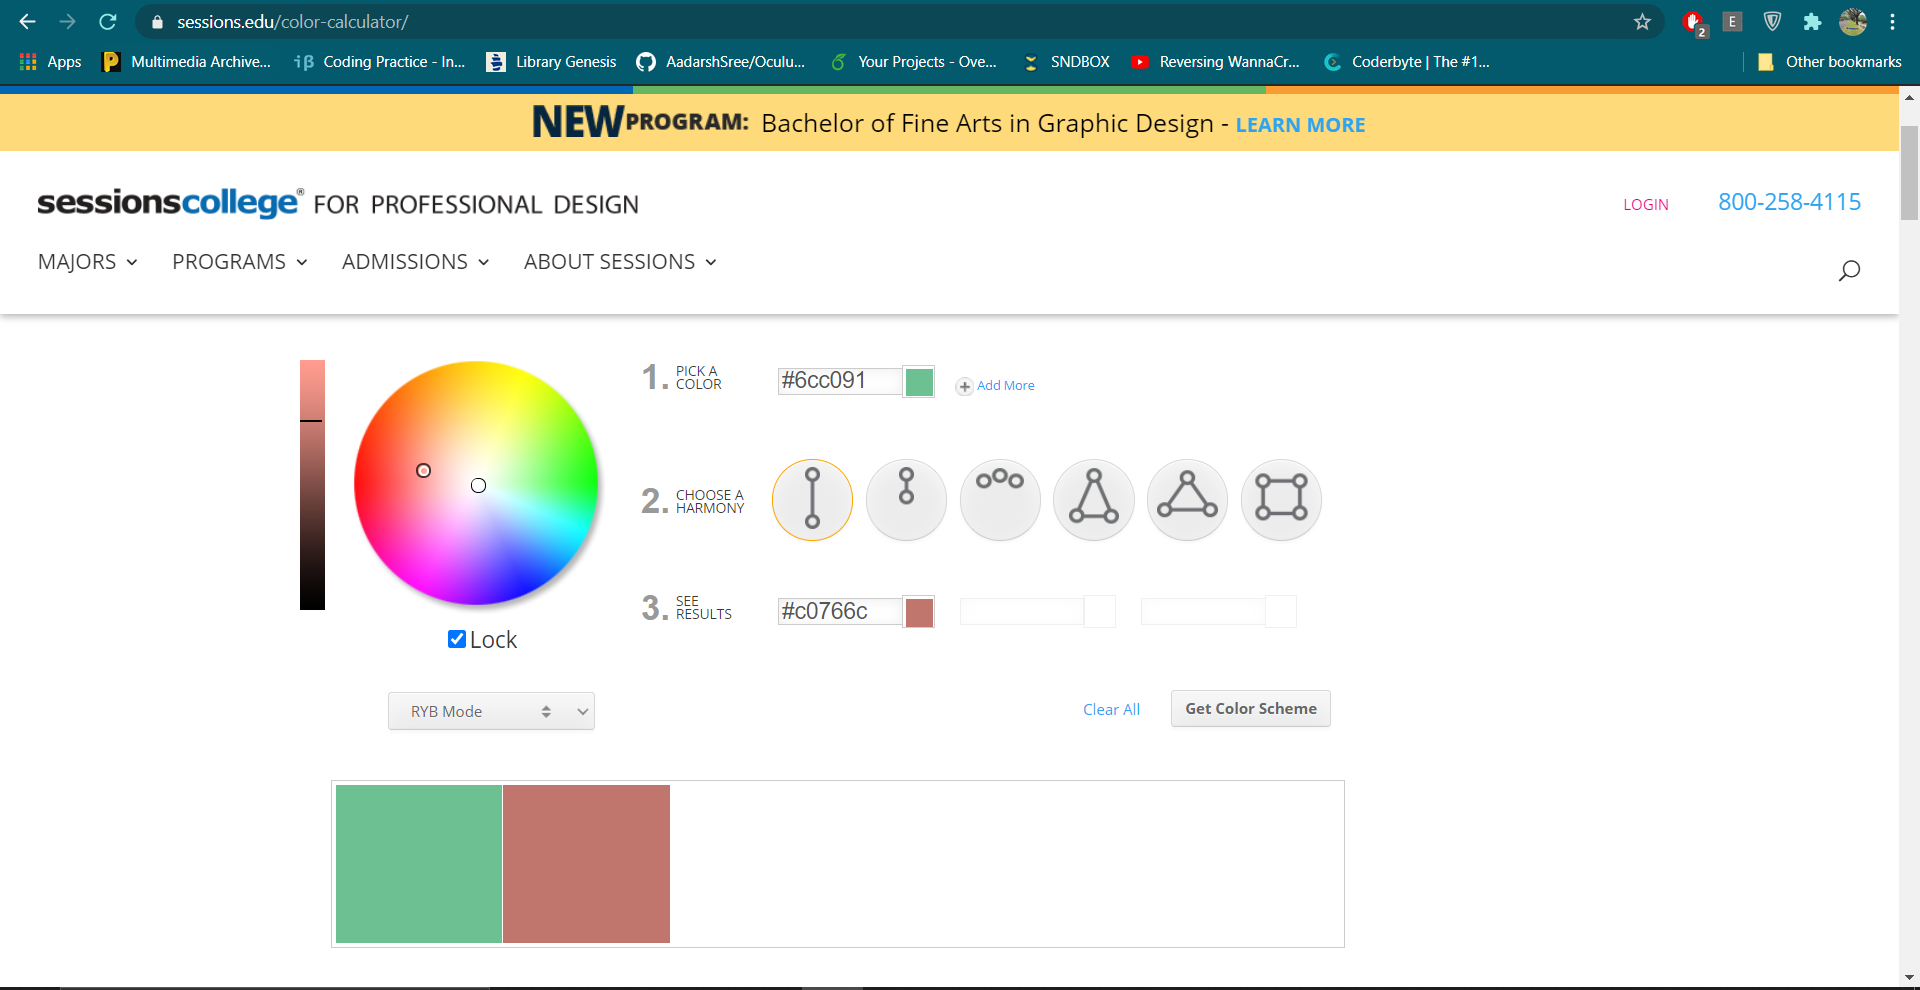 sessions.edu/color-calculator/
E
2
Apps
Multimedia Archive...
iβ Coding Practice - In...
Library Genesis
AadarshSree/Oculu...
Your Projects - Ove...
SNDBOX
Reversing WannaCr...
Coderbyte | The #1...
Other bookmarks
NEW PROGRAM: Bachelor of Fine Arts in Graphic Design - LEARN MORE
sessionscollege® FOR PROFESSIONAL DESIGN
LOGIN
800-258-4115
MAJORS
PROGRAMS
ADMISSIONS
ABOUT SESSIONS
1. PICK A
COLOR
#6cc091
Add More
2. CHOOSE A
HARMONY
3. SEE
RESULTS
#c0766c
Lock
RYB Mode
Clear All
Get Color Scheme